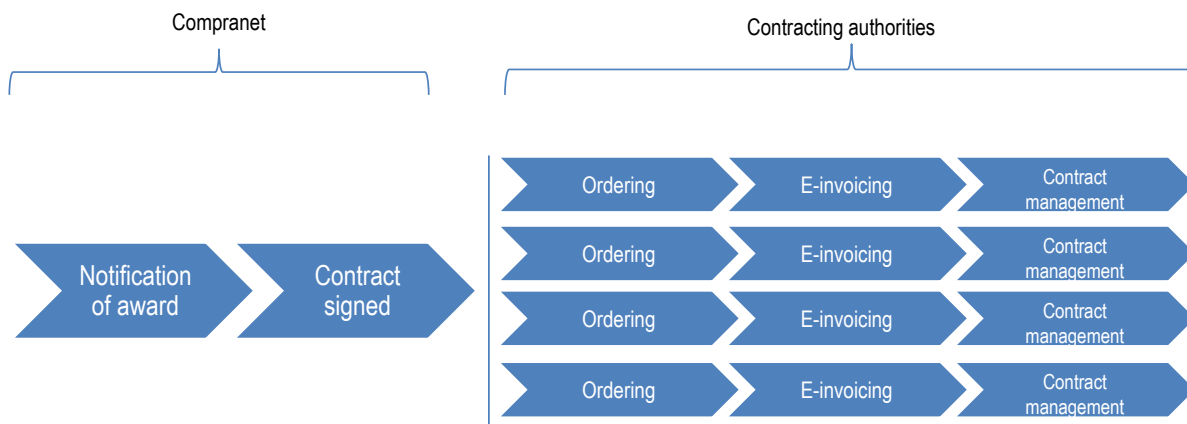 Compranet
Contracting authorities
Notification
of award
Contract
signed
Ordering
E-invoicing
Contract
management
Ordering
E-invoicing
Contract
management
Ordering
E-invoicing
Contract
management
Ordering
E-invoicing
Contract
management